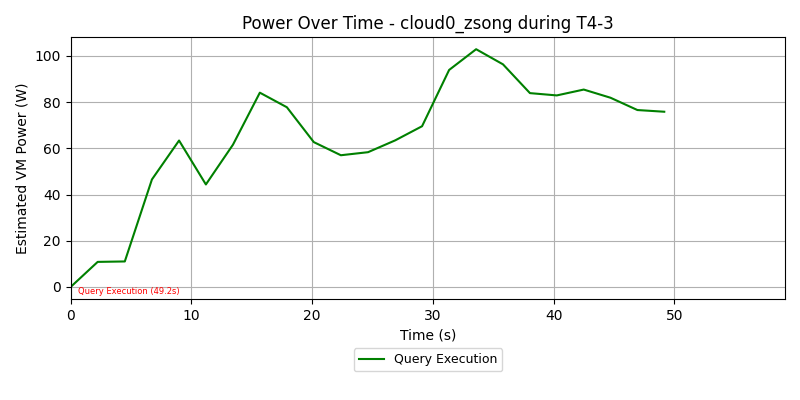 Power Over Time - cloud0_zsong during T4-3
Estimated VM Power (W)
100
80
60
40
20
0
Query Execution (49.2s)
0 10 20 30 40 50
Time (s)
Query Execution